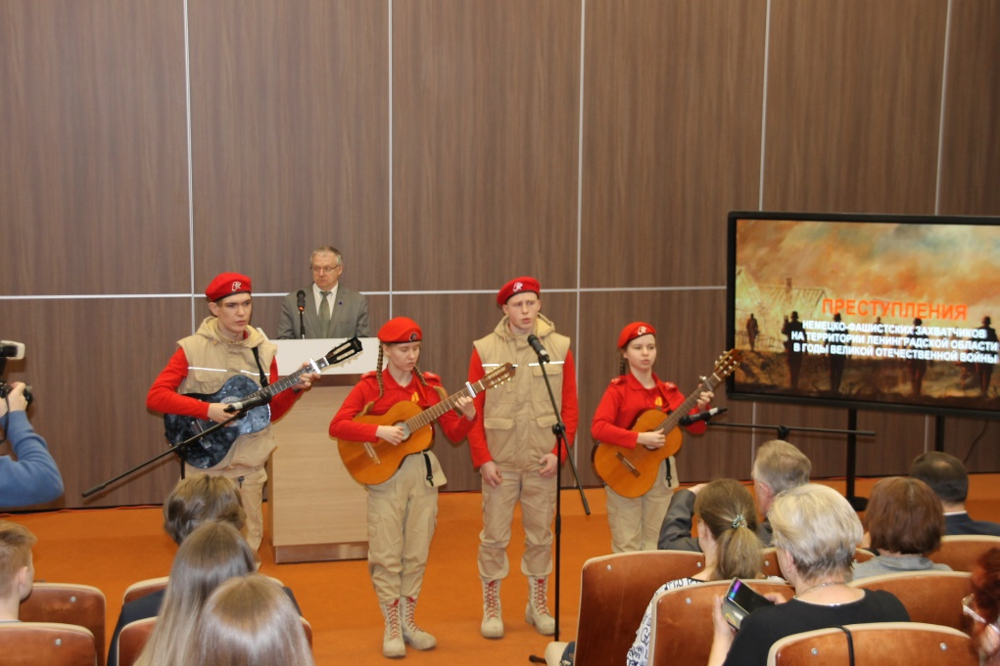 ПРЕСТУПЛЕНИЯ
НЕМЕЦКО-ФАШИСТСКИХ ЗАХВАТЧИКОВ
НА ТЕРРИТОРИИ ЛЕНИНГРАДСКОЙ ОБЛАСТИ
В ГОДЫ ВЕЛИКОЙ ОТЕЧЕСТВЕННОЙ ВОЙНЫ